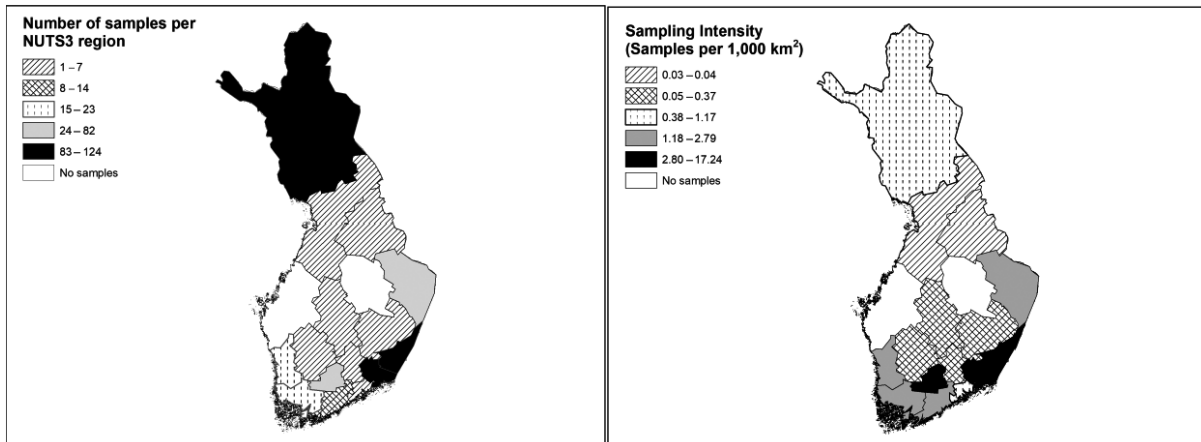 Number of samples per
NUTS3 region
1 – 7
8 – 14
15 – 23
24 – 82
83 – 124
No samples
Sampling Intensity
(Samples per 1,000 km²)
0.03 – 0.04
0.05 – 0.37
0.38 – 1.17
1.18 – 2.79
2.80 – 17.24
No samples